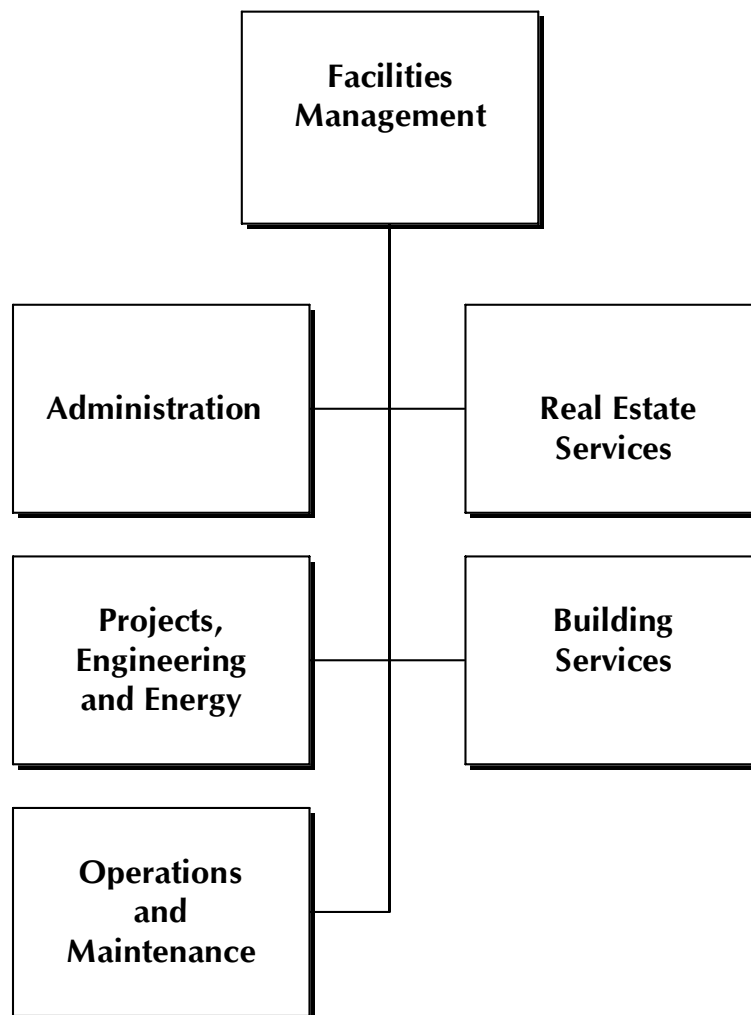 Facilities
Management
Administration
Real Estate
Services
Projects,
Engineering
and Energy
Building
Services
Operations
and
Maintenance